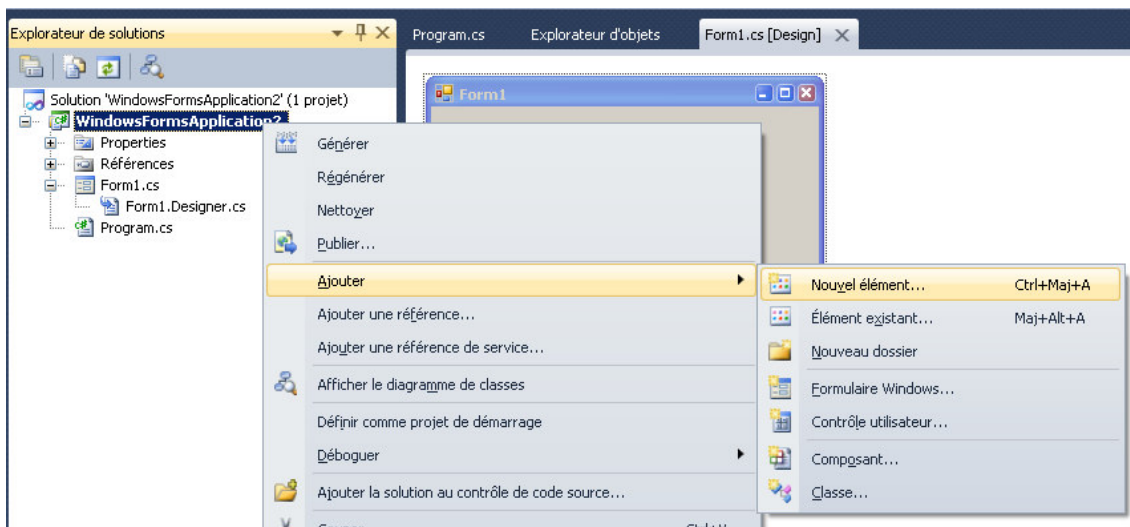 Explorateur de solutions
Program.cs
Explorateur d'objets
Form1.cs [Design]
Form1
Solution 'WindowsFormsApplication2' (1 projet)
WindowsFormsApplication2
Properties
Références
Form1.cs
Form1.Designer.cs
Program.cs
Générer
Régénérer
Nettoyer
Publier...
Ajouter
Ajouter une référence...
Ajouter une référence de service...
Afficher le diagramme de classes
Définir comme projet de démarrage
Déboguer
Ajouter la solution au contrôle de code source...
Nouvel élément... Ctrl+Maj+A
Élément existant... Maj+Alt+A
Nouveau dossier
Formulaire Windows...
Contrôle utilisateur...
Composant...
Classe...